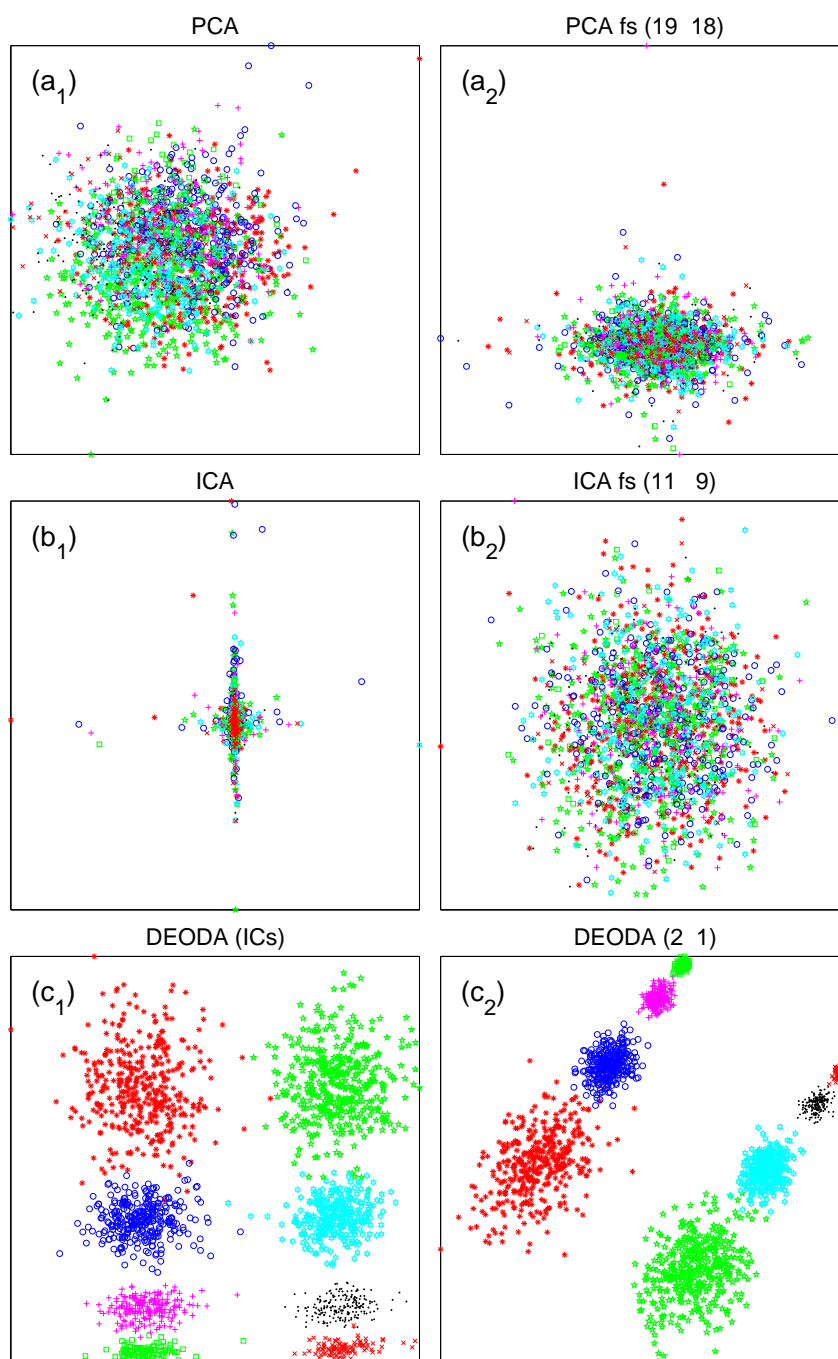 PCA
PCA fs (19 18)
(a1)
(a2)
ICA
ICA fs (11 9)
(b1)
(b2)
DEODA (ICs)
DEODA (2 1)
(c1)
(c2)